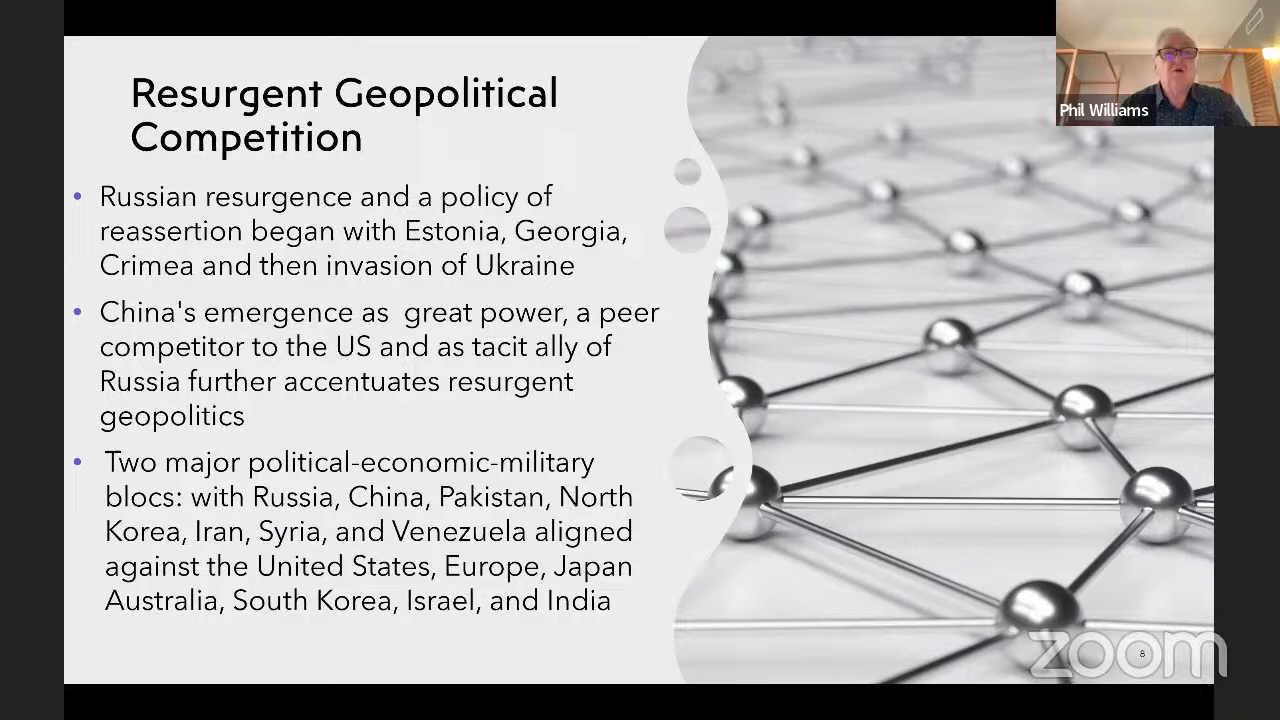 Resurgent Geopolitical
Competition
• Russian resurgence and a policy of
reassertion began with Estonia, Georgia,
Crimea and then invasion of Ukraine
• China's emergence as  great power, a peer
competitor to the US and as tacit ally of
Russia further accentuates resurgent
geopolitics
• Two major political-economic-military
blocs: with Russia, China, Pakistan, North
Korea, Iran, Syria, and Venezuela aligned
against the United States, Europe, Japan
Australia, South Korea, Israel, and India
Phil Williams
8
zoom